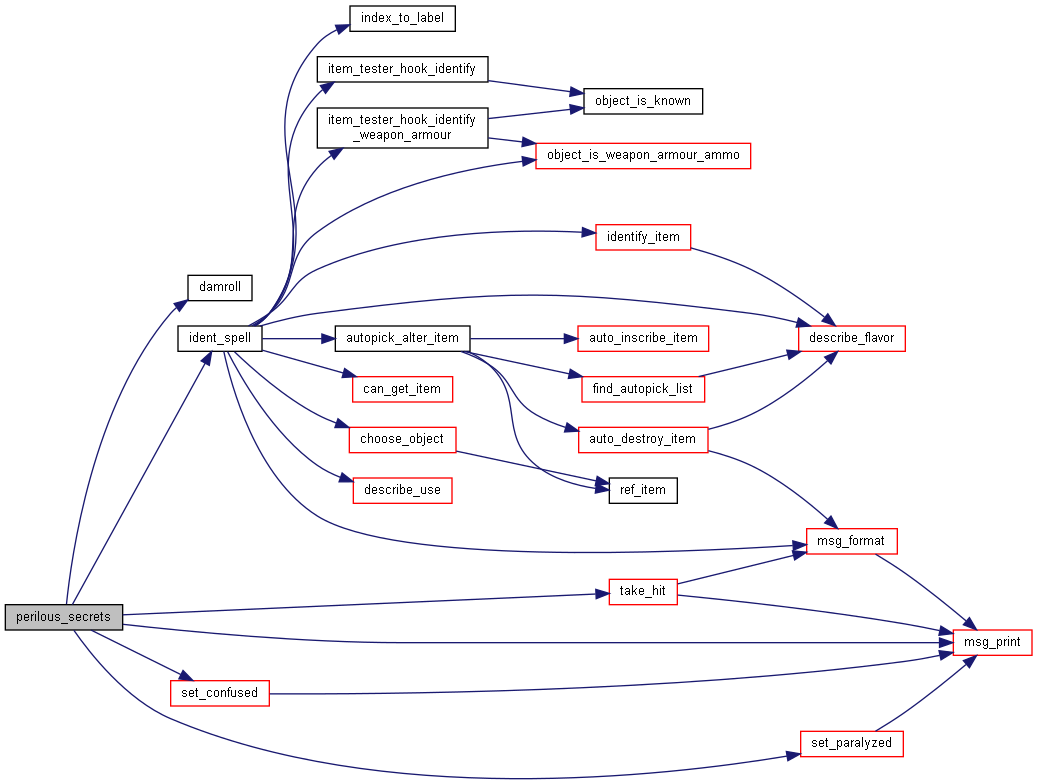 index_to_label
item_tester_hook_identify
object_is_known
item_tester_hook_identify
_weapon_armour
object_is_weapon_armour_ammo
identify_item
damroll
ident_spell
autopick_alter_item
auto_inscribe_item
describe_flavor
can_get_item
find_autopick_list
choose_object
auto_destroy_item
describe_use
ref_item
msg_format
take_hit
perilous_secrets
msg_print
set_confused
set_paralyzed